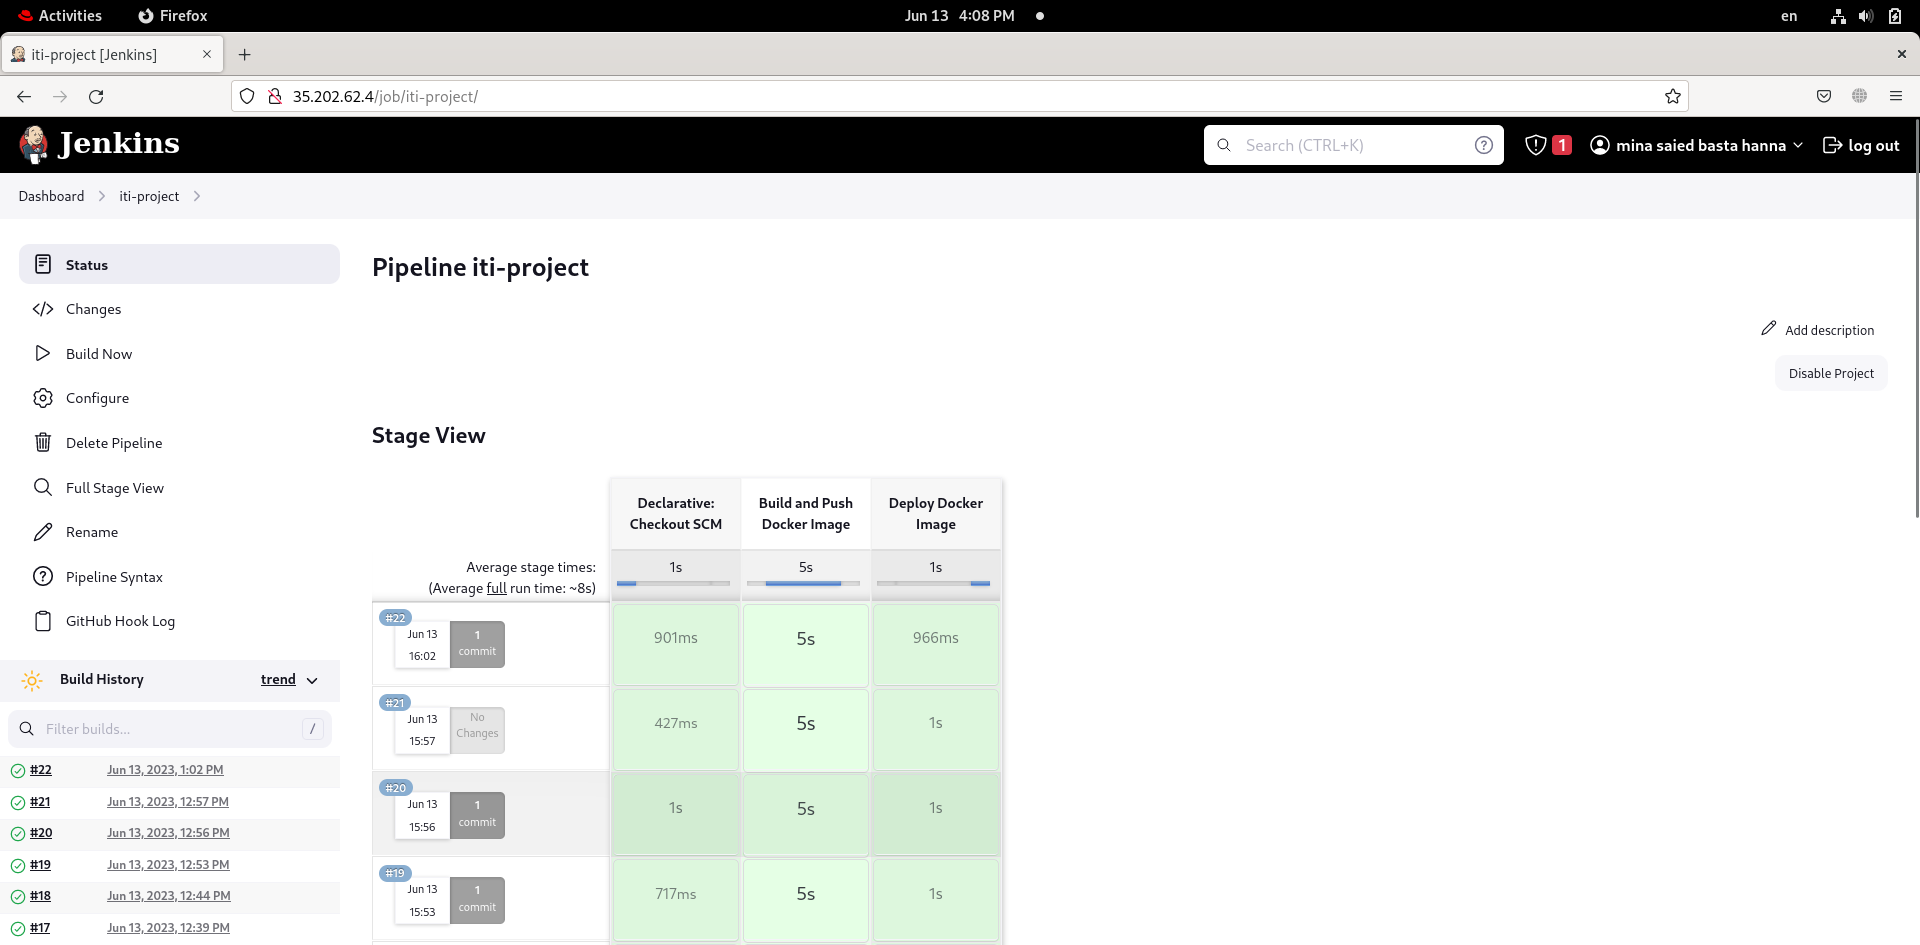 Activities
Firefox
Jun 13 4:08 PM
en
iti-project [Jenkins]
35.202.62.4/job/iti-project/
Jenkins
Search (CTRL+K)
1
mina saied basta hanna
log out
Dashboard
iti-project
Status
Changes
Build Now
Configure
Delete Pipeline
Full Stage View
Rename
Pipeline Syntax
GitHub Hook Log
Build History
trend
Filter builds...
/
#22 Jun 13, 2023, 1:02 PM
#21 Jun 13, 2023, 12:57 PM
#20 Jun 13, 2023, 12:56 PM
#19 Jun 13, 2023, 12:53 PM
#18 Jun 13, 2023, 12:44 PM
#17 Jun 13, 2023, 12:39 PM
Pipeline iti-project
Add description
Disable Project
Stage View
Declarative:
Checkout SCM
Build and Push
Docker Image
Deploy Docker
Image
Average stage times:
(Average full run time: ~8s)
1s
5s
1s
#22
Jun 13
16:02
1
commit
901ms
5s
966ms
#21
Jun 13
15:57
No
Changes
427ms
5s
1s
#20
Jun 13
15:56
1
commit
1s
5s
1s
#19
Jun 13
15:53
1
commit
717ms
5s
1s